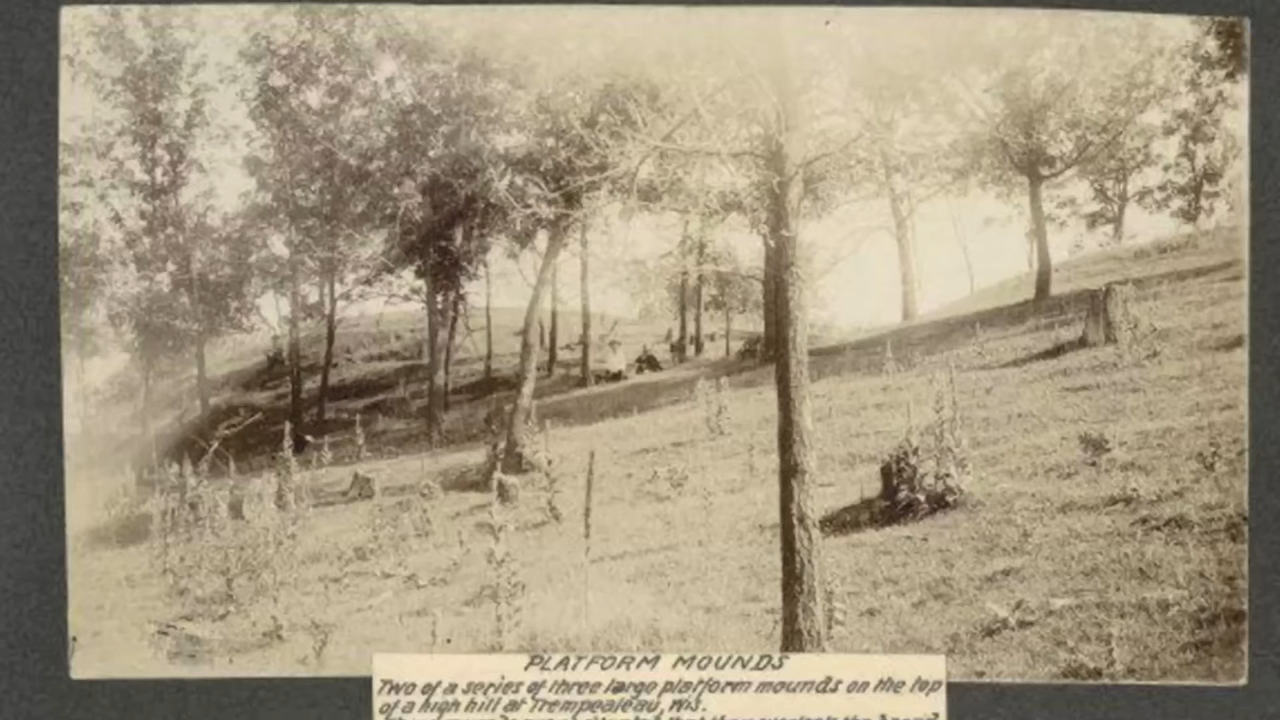 PLATFORM MOUNDS
Two of a series of three large platform mounds on the top
of a high hill at Trempealeau, Wis.